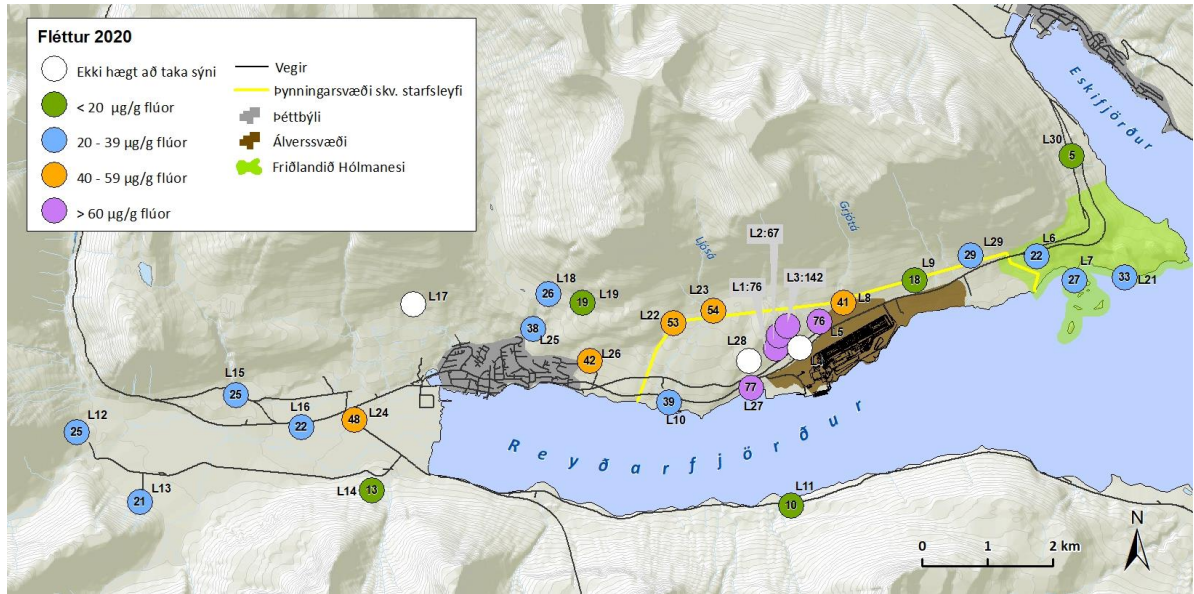 Fléttur 2020
Ekki hægt að taka sýni
< 20 µg/g flúor
20 - 39 µg/g flúor
40 - 59 µg/g flúor
> 60 µg/g flúor
Vegir
Þynningarsvæði skv. starfsleyfi
Þéttbýli
Álverssvæði
Friðlandið Hólmanesi
Eskifjörður
L30
5
L2:67
Ljósá
Grjótá
L6
22
L29
29
L7
27
33
L21
L9
18
L3:142
L18
26
19
L19
L23
54
L1:76
41
L8
L17
L22
53
76
L5
38
L25
L28
L26
42
77
L27
L15
25
39
L10
L16
22
48
L24
L12
25
Reyðarfjörður
L13
21
L14
13
L11
10
N
0 1 2 km